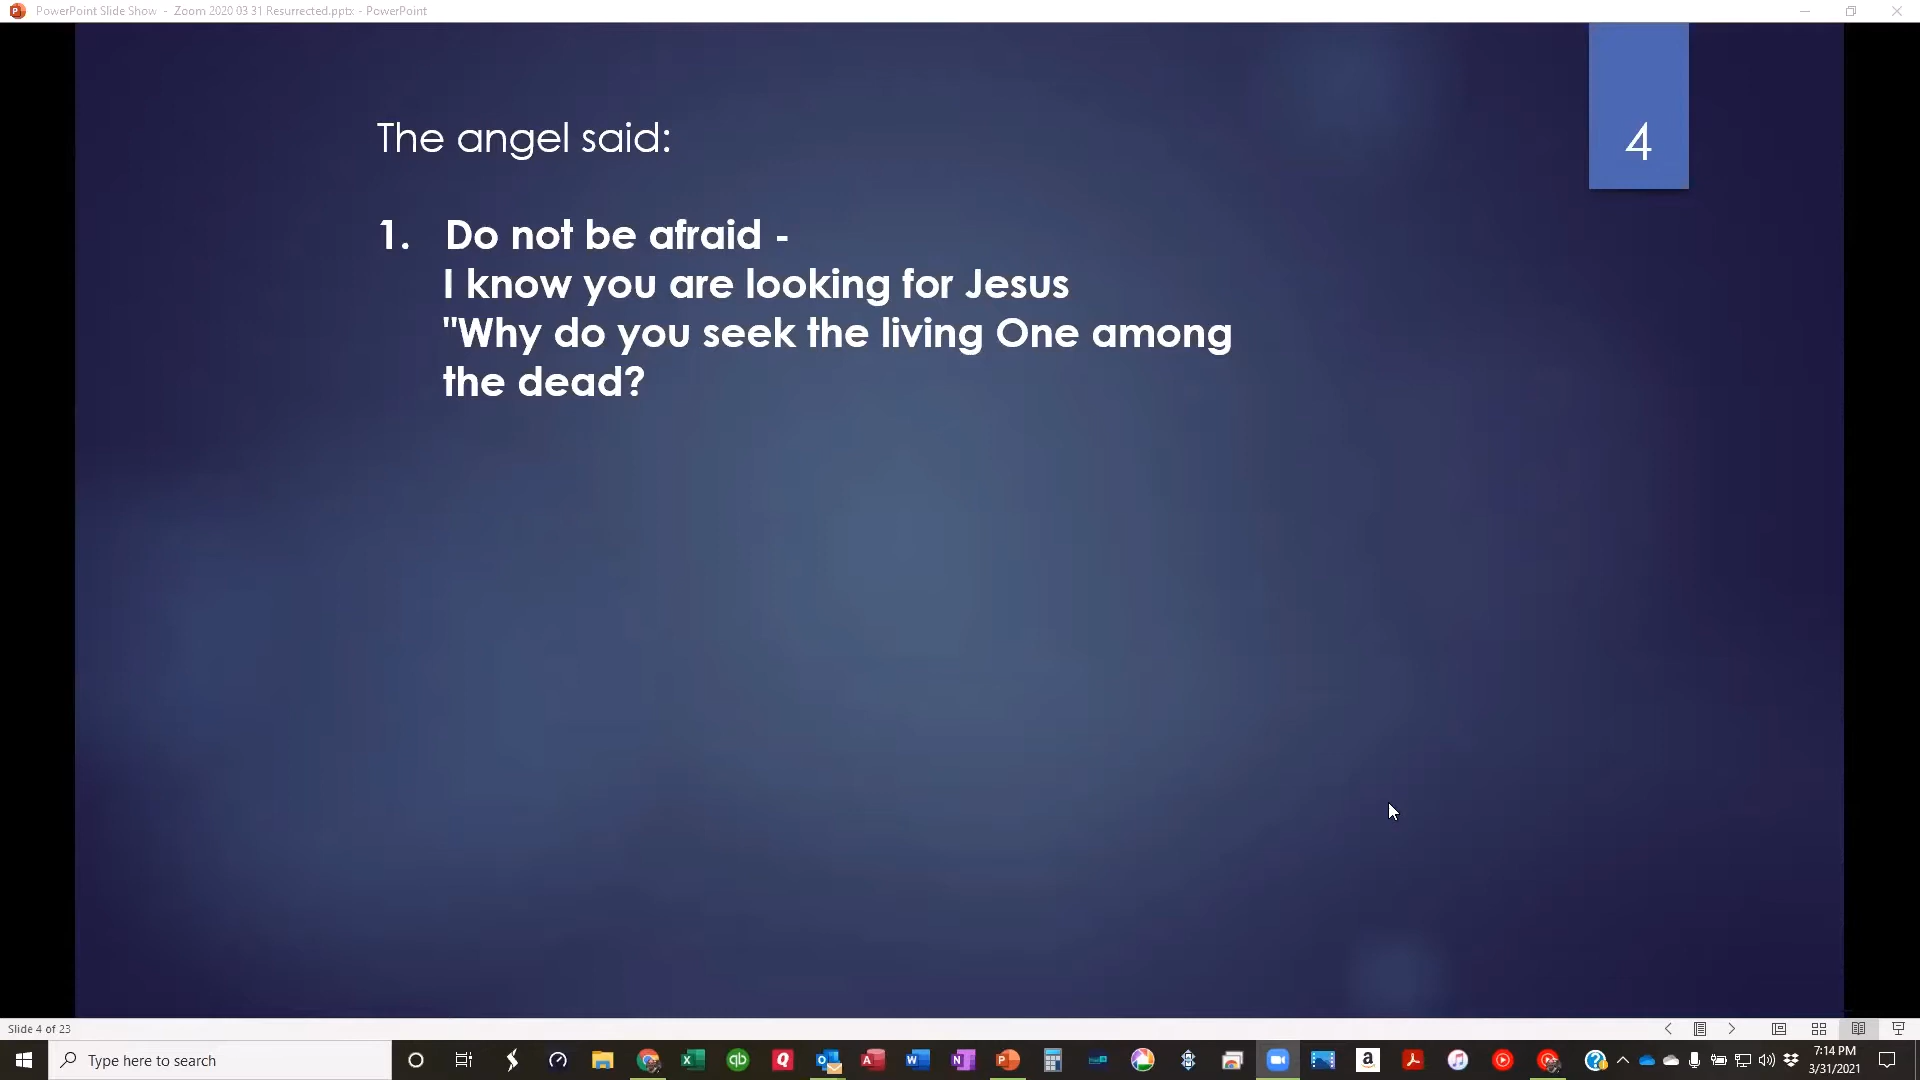 PowerPoint Slide Show - Zoom 2020 03 31 Resurrected.pptx - PowerPoint
4
The angel said:
1. Do not be afraid -
I know you are looking for Jesus
"Why do you seek the living One among
the dead?
Slide 4 of 23
Type here to search
7:14 PM
3/31/2021